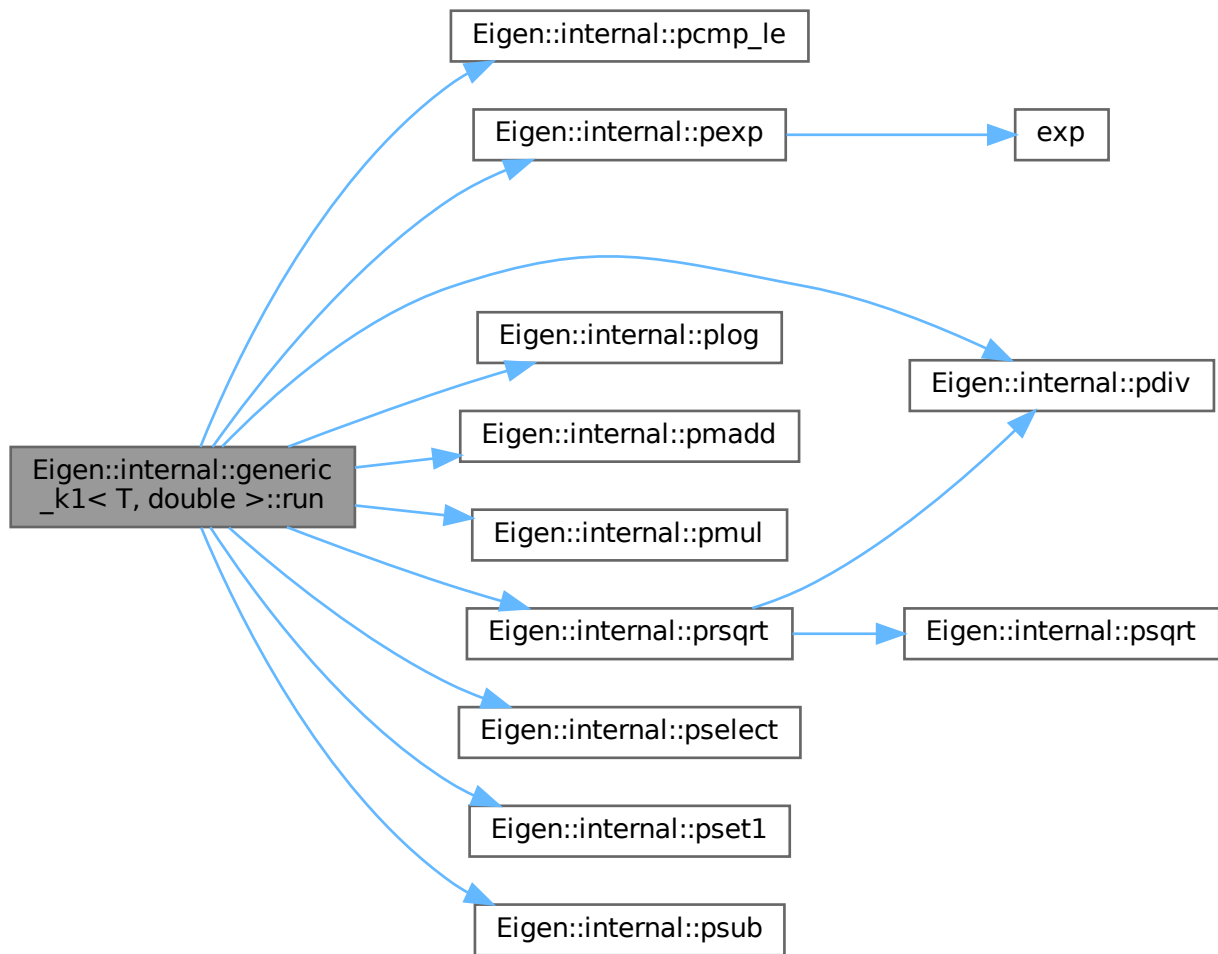 Eigen::internal::pcmp_le
Eigen::internal::pexp
exp
Eigen::internal::plog
Eigen::internal::pdiv
Eigen::internal::pmadd
Eigen::internal::generic
_k1< T, double >::run
Eigen::internal::pmul
Eigen::internal::prsqrt
Eigen::internal::psqrt
Eigen::internal::pselect
Eigen::internal::pset1
Eigen::internal::psub